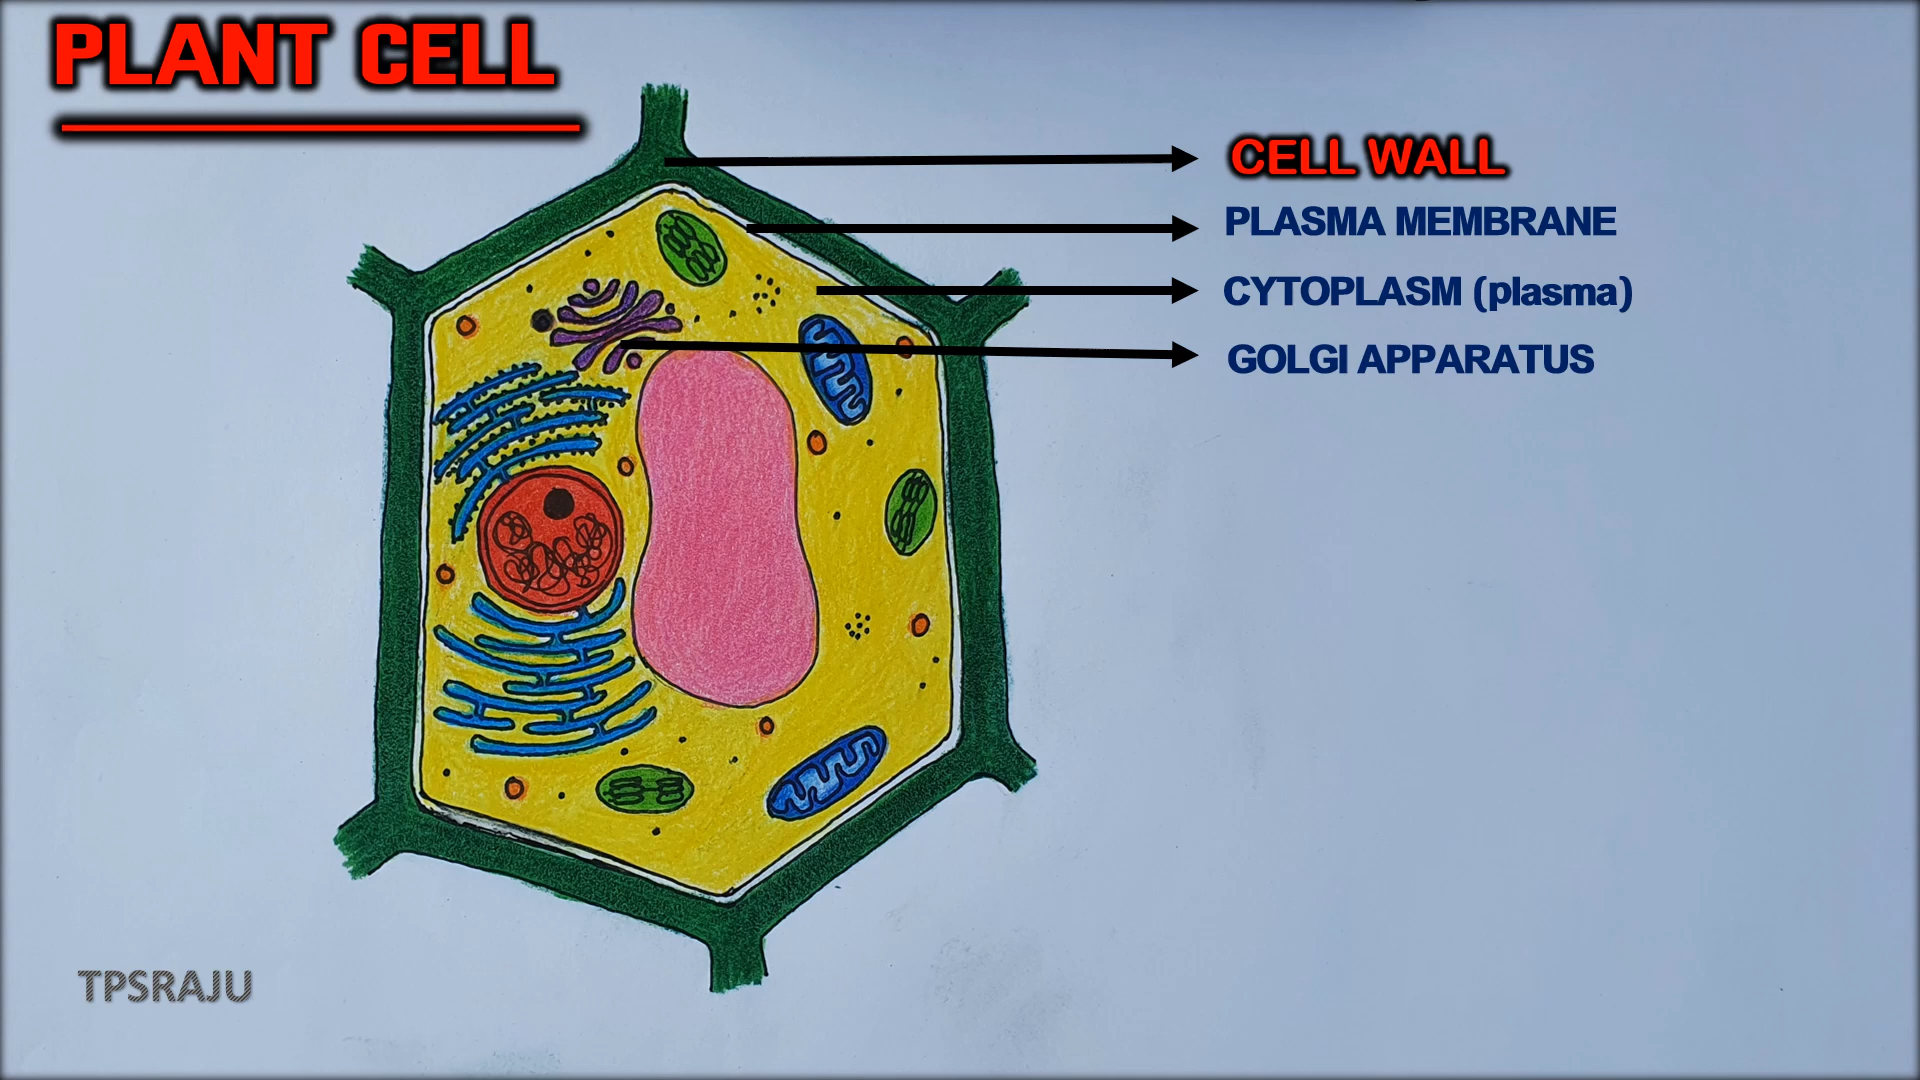 PLANT CELL
CELL WALL
PLASMA MEMBRANE
CYTOPLASM (plasma)
GOLGI APPARATUS
TPSRAJU